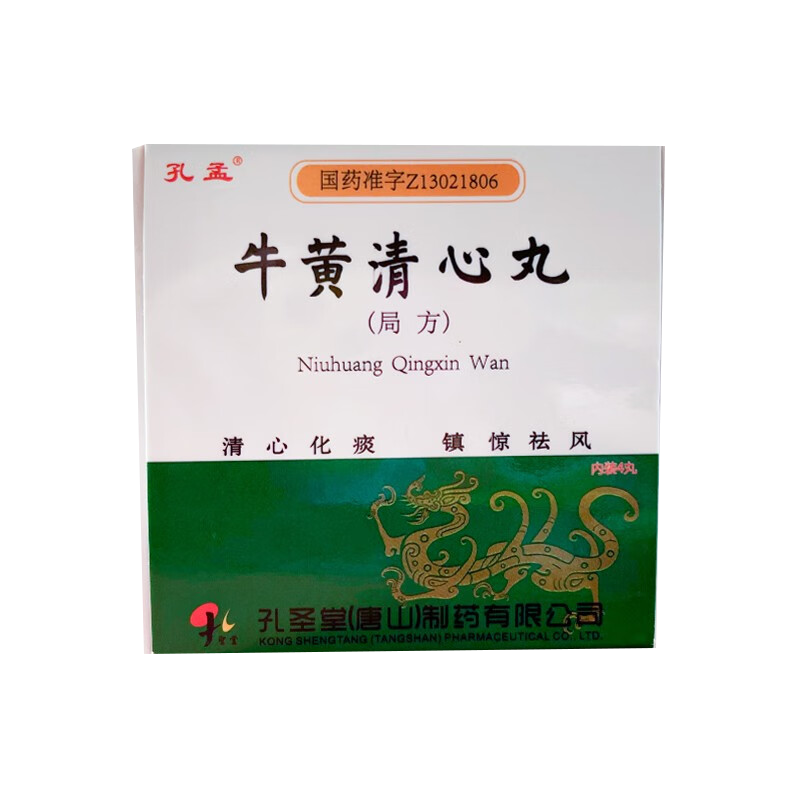 孔孟®
国药准字Z13021806
牛黄清心丸
(局方)
Niuhuang Qingxin Wan
清心化痰 镇惊祛风
内装4丸
孔圣堂(唐山)制药有限公司
KONG SHENGTANG (TANGSHAN) PHARMACEUTICAL CO., LTD.